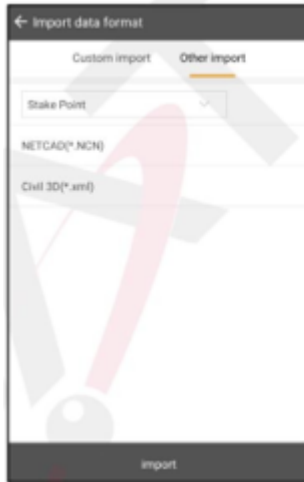 ← Import data format
Custom import Other import
Stake Point
NETCAD(*.NCN)
Civil 3D(*.xml)
import